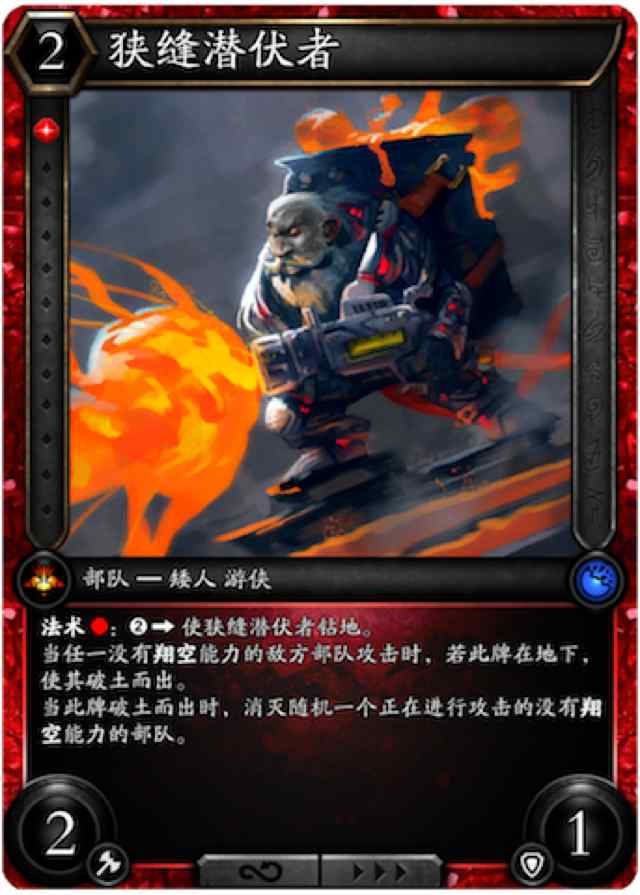 2 狭缝潜伏者
部队 — 矮人 游侠
法术 : ❷➡ 使狭缝潜伏者钻地。
当任一没有翔空能力的敌方部队攻击时，若此牌在地下，
使其破土而出。
当此牌破土而出时，消灭随机一个正在进行攻击的没有翔
空能力的部队。
2 1